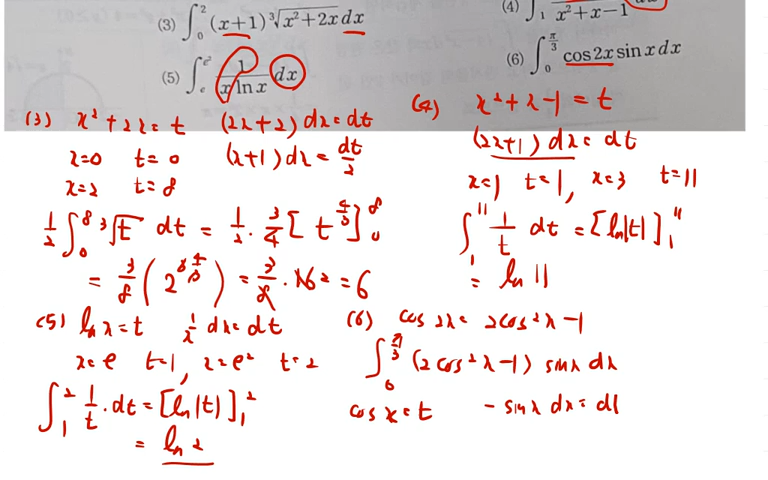 (3) ∫₀² (x+1) ∛(x²+2x) dx
(4) ∫₁ x²+x−1
(5) ∫ₑ^{e²} 1/(x ln x) dx
(6) ∫₀^{π/3} cos2x sin x dx
(3) x²+2x=t (2x+2) dx=dt
x=0 t=0 (x+1) dx = dt/2
x=2 t=8
1/2 ∫₀⁸ ³√t dt = 1/2 · 3/4 [t^{4/3}]₀⁸
= 3/8 ( ) = 3/8 · 16 2 = 6
(4) x²+x−1=t
(2x+1) dx = dt
x=1 t=1, x=3 t=11
∫₁¹¹ 1/t dt = [ln|t|]₁¹¹
= ln 11
(5) ln x=t 1/x dx=dt
x=e t=1, x=e² t=2
∫₁² 1/t · dt = [ln|t|]₁²
= ln 2
(6) cos 2x = 2cos²x−1
∫₀^{π/3} (2cos²x−1) sinx dx
cos x=t −sinx dx=dt